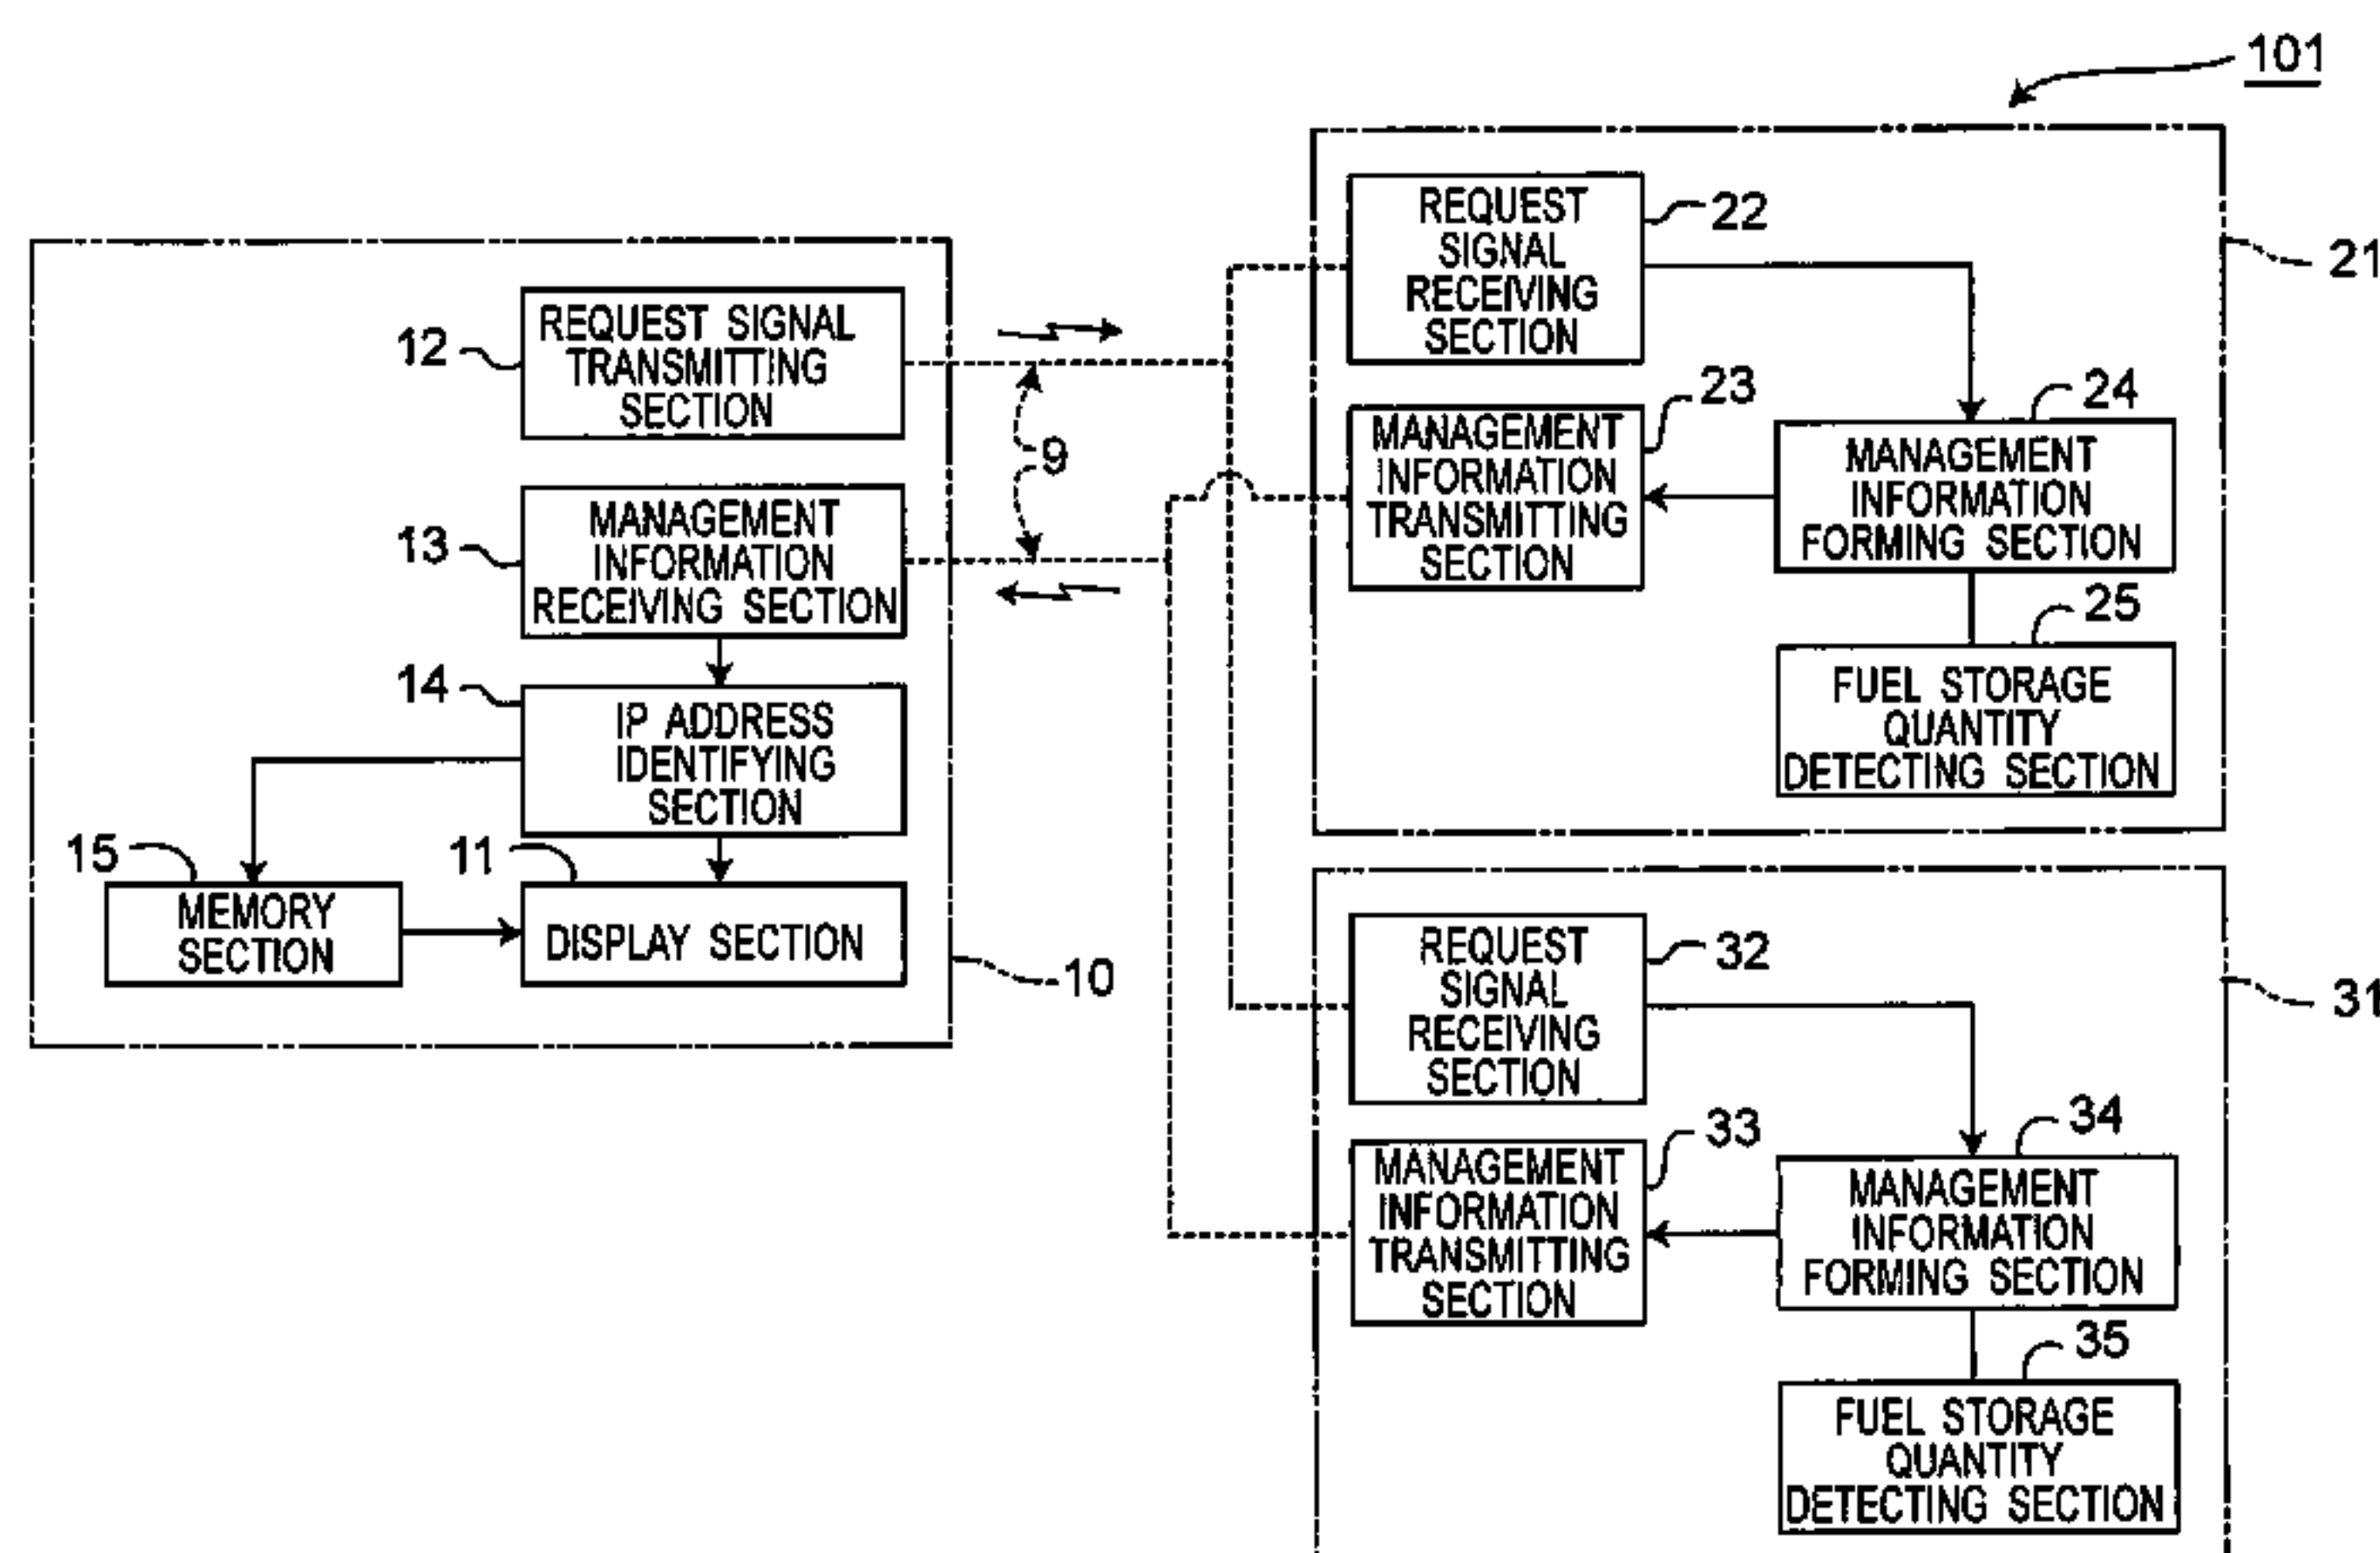 101
REQUEST SIGNAL
TRANSMITTING
SECTION
12
MANAGEMENT
INFORMATION
RECEIVING SECTION
13
9
IP ADDRESS
IDENTIFYING
SECTION
14
15
MEMORY
SECTION
11
DISPLAY SECTION
10
REQUEST
SIGNAL
RECEIVING
SECTION
22
21
MANAGEMENT
INFORMATION
TRANSMITTING
SECTION
23
24
MANAGEMENT
INFORMATION
FORMING SECTION
25
FUEL STORAGE
QUANTITY
DETECTING SECTION
REQUEST
SIGNAL
RECEIVING
SECTION
32
31
MANAGEMENT
INFORMATION
TRANSMITTING
SECTION
33
34
MANAGEMENT
INFORMATION
FORMING SECTION
35
FUEL STORAGE
QUANTITY
DETECTING SECTION